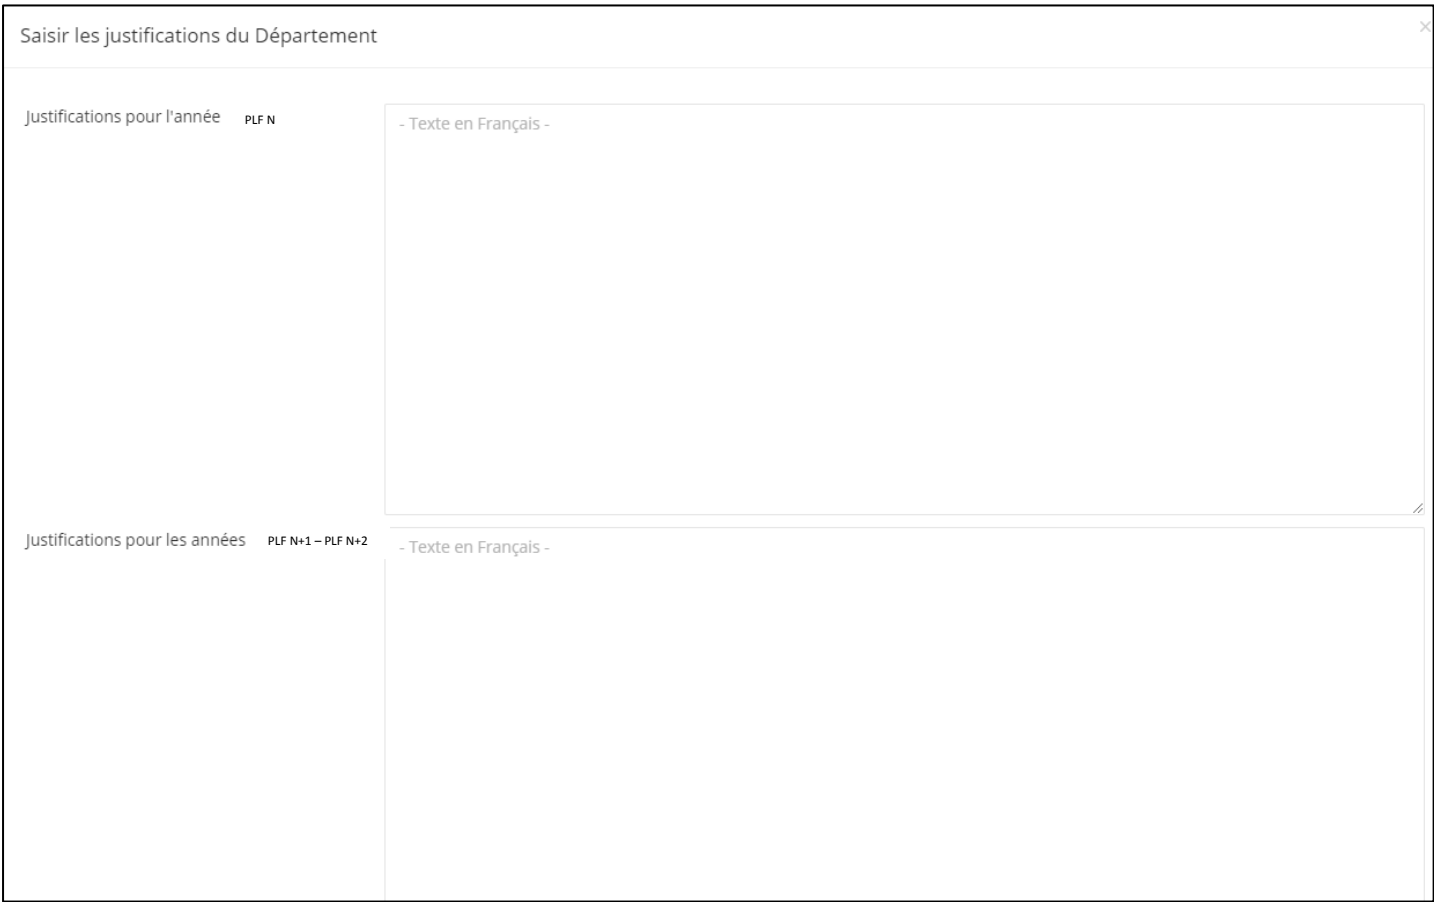 Saisir les justifications du Département
×
Justifications pour l'année PLF N
- Texte en Français -
Justifications pour les années PLF N+1 – PLF N+2
- Texte en Français -